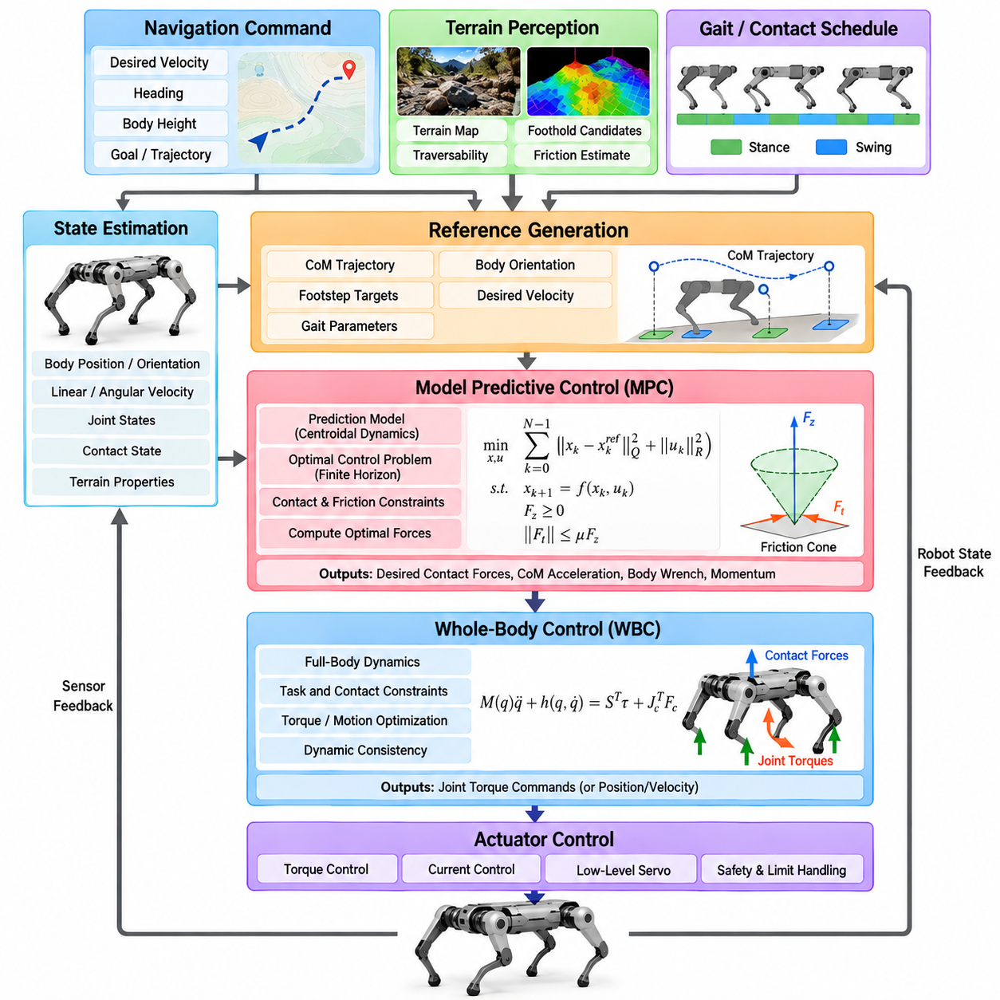 Navigation Command
Desired Velocity
Heading
Body Height
Goal / Trajectory
Terrain Perception
Terrain Map
Foothold Candidates
Traversability
Friction Estimate
Gait / Contact Schedule
Stance
Swing
State Estimation
Body Position / Orientation
Linear / Angular Velocity
Joint States
Contact State
Terrain Properties
Reference Generation
CoM Trajectory
Body Orientation
Footstep Targets
Desired Velocity
Gait Parameters
CoM Trajectory
Model Predictive Control (MPC)
Prediction Model
(Centroidal Dynamics)
Optimal Control Problem
(Finite Horizon)
Contact & Friction Constraints
Compute Optimal Forces
min_{x,u} \sum_{k=0}^{N-1} (||x_k − x_k^{ref}||_Q^2 + ||u_k||_R^2)
s.t. x_{k+1} = f(x_k, u_k)
F_z ≥ 0
||F_t|| ≤ μF_z
F_z
F_t
Friction Cone
Outputs: Desired Contact Forces, CoM Acceleration, Body Wrench, Momentum
Robot State
Feedback
Whole-Body Control (WBC)
Full-Body Dynamics
Task and Contact Constraints
Torque / Motion Optimization
Dynamic Consistency
M(q)q̈ + h(q, q̇) = S^T τ + J_c^T F_c
Contact Forces
Joint Torques
Outputs: Joint Torque Commands (or Position/Velocity)
Sensor
Feedback
Actuator Control
Torque Control
Current Control
Low-Level Servo
Safety & Limit Handling